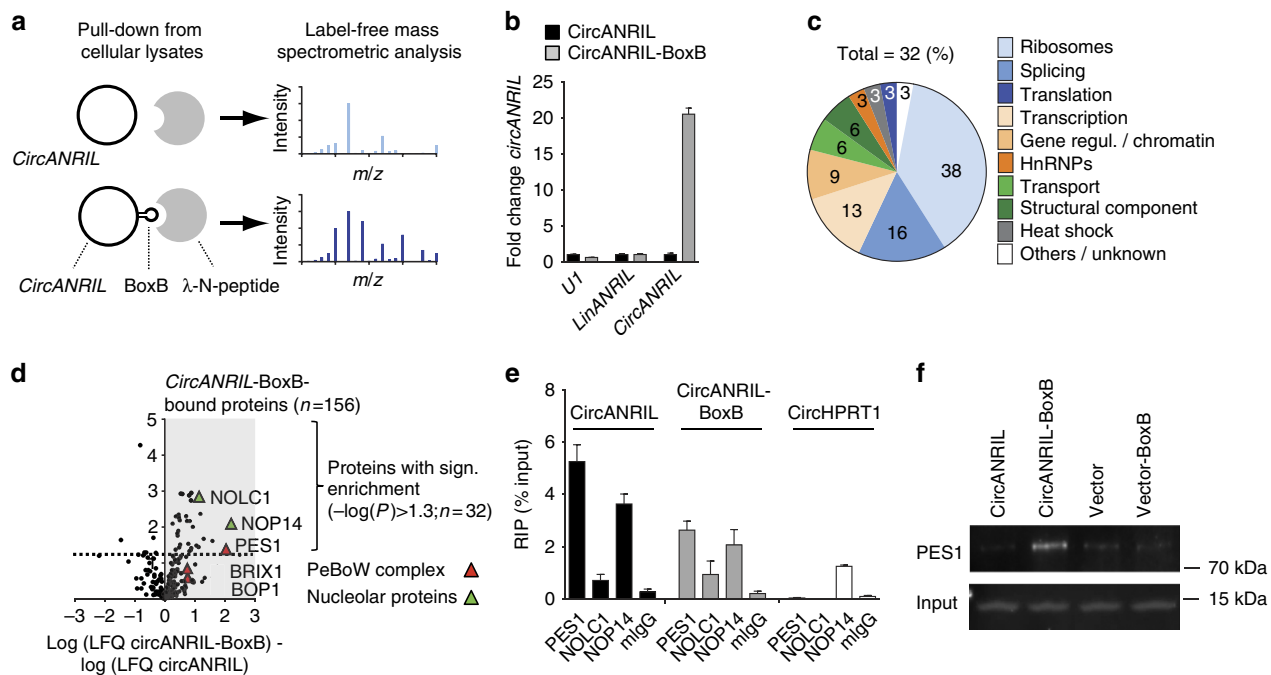 a
Pull-down from
cellular lysates
Label-free mass
spectrometric analysis
CircANRIL
Intensity
m/z
CircANRIL
BoxB
λ-N-peptide
Intensity
m/z
b
CircANRIL
CircANRIL-BoxB
Fold change circANRIL
25
20
15
10
5
0
U1
LinANRIL
CircANRIL
c
Total = 32 (%)
3
3
3
3
6
6
9
13
16
38
Ribosomes
Splicing
Translation
Transcription
Gene regul. / chromatin
HnRNPs
Transport
Structural component
Heat shock
Others / unknown
d
CircANRIL-BoxB-
bound proteins (n=156)
5
4
3
2
1
0
NOLC1
NOP14
PES1
BRIX1
BOP1
−3
−2
−1
0
1
2
3
Log (LFQ circANRIL-BoxB) -
log (LFQ circANRIL)
Proteins with sign.
enrichment
(−log(P)>1.3;n=32)
PeBoW complex
Nucleolar proteins
e
RIP (% input)
8
6
4
2
0
CircANRIL
CircANRIL-
BoxB
CircHPRT1
PES1
NOLC1
NOP14
mIgG
PES1
NOLC1
NOP14
mIgG
PES1
NOLC1
NOP14
mIgG
f
CircANRIL
CircANRIL-BoxB
Vector
Vector-BoxB
PES1
70 kDa
Input
15 kDa